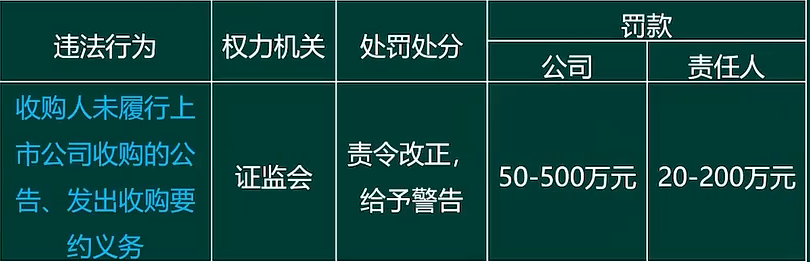 违法行为
权力机关
处罚处分
罚款
公司
责任人
收购人未履行上
市公司收购的公
告、发出收购要
约义务
证监会
责令改正，
给予警告
50-500万元
20-200万元